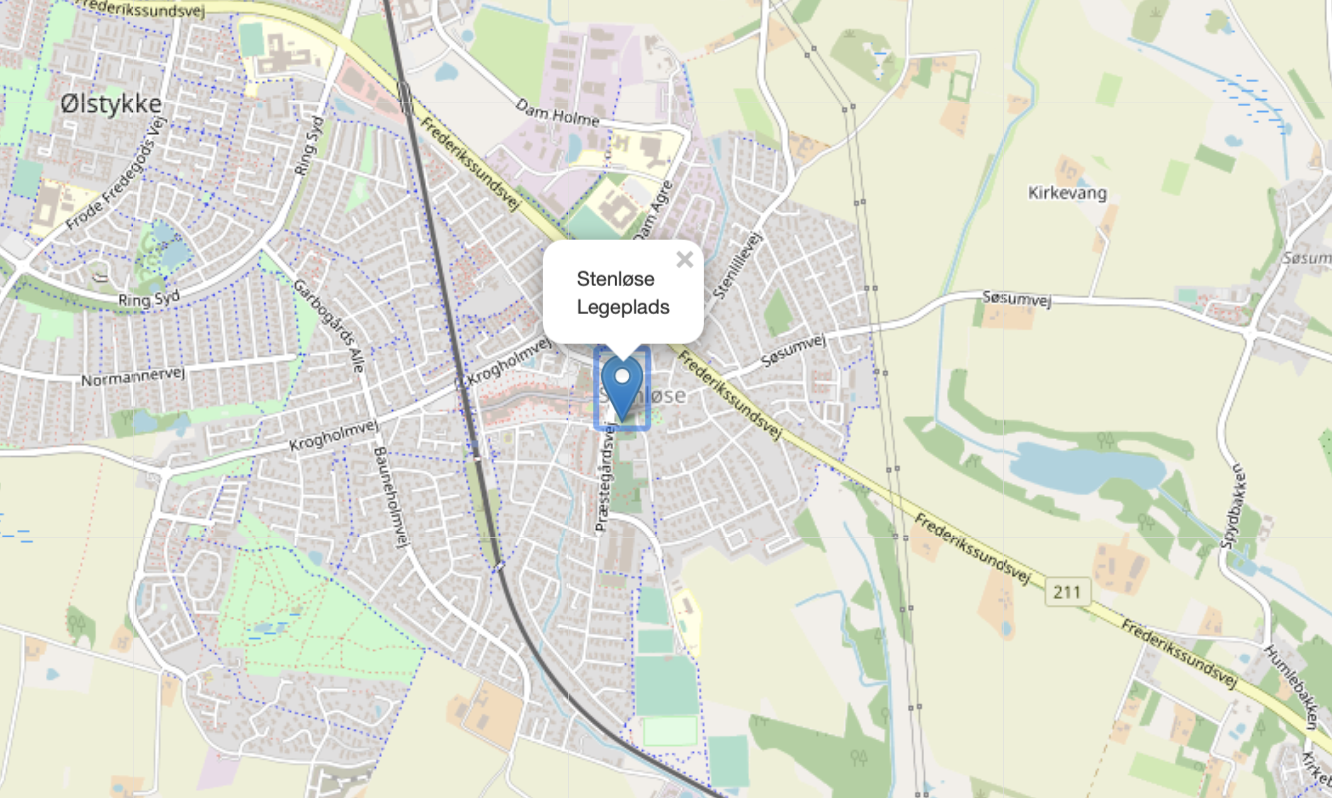 Frederikssundsvej
Ølstykke
Dam Holme
Frederikssundsvej
Ring Syd
Frode Fredegods Vej
Kirkevang
Dam Agre
Stenlillevej
Søsum
Stenløse
Legeplads
×
Ring Syd
Garbogårds Alle
Søsumvej
Krogholmvej
Søsumvej
Normannervej
Frederikssundsvej
Stenløse
Krogholmvej
Præstegårdsvej
Bauneholmvej
Spydbakken
Frederikssundsvej
211
Frederikssundsvej
Humlebakken
Kirkeb